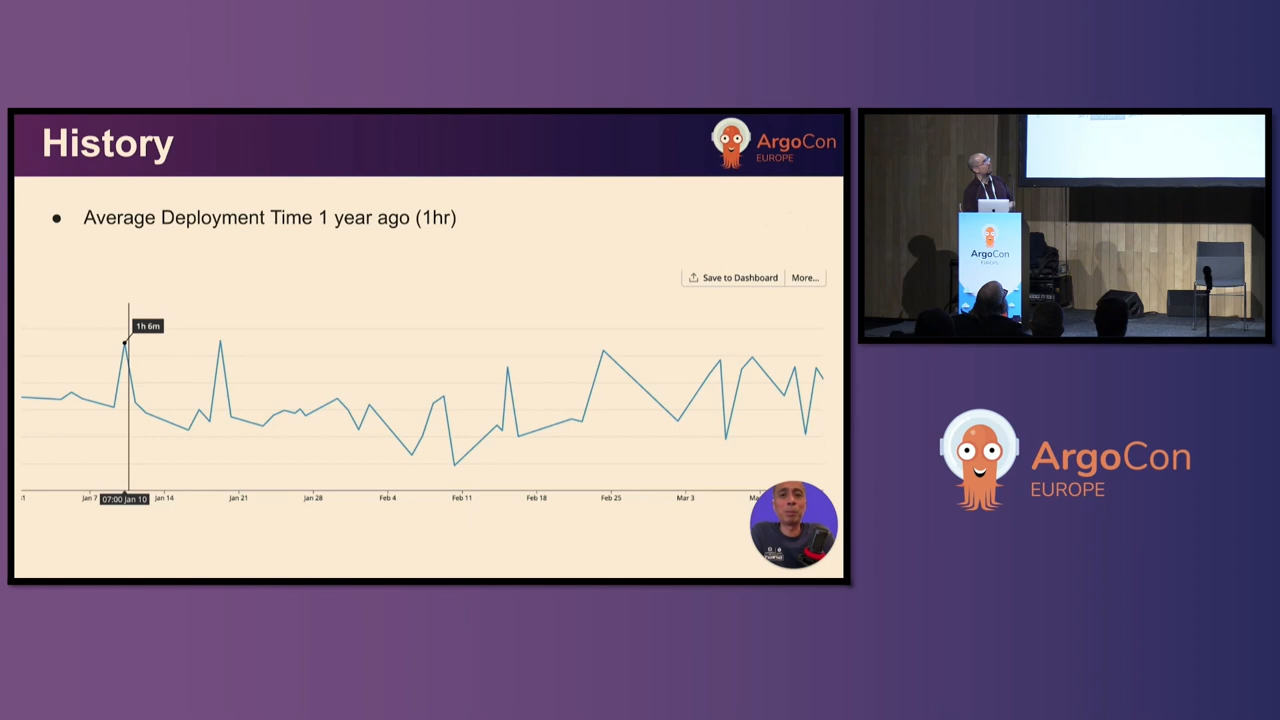 History
ArgoCon
EUROPE
● Average Deployment Time 1 year ago (1hr)
Save to Dashboard
More...
1h 6m
Jan 7
07:00 Jan 10
Jan 14
Jan 21
Jan 28
Feb 4
Feb 11
Feb 18
Feb 25
Mar 3
ArgoCon
EUROPE
ArgoCon
EUROPE